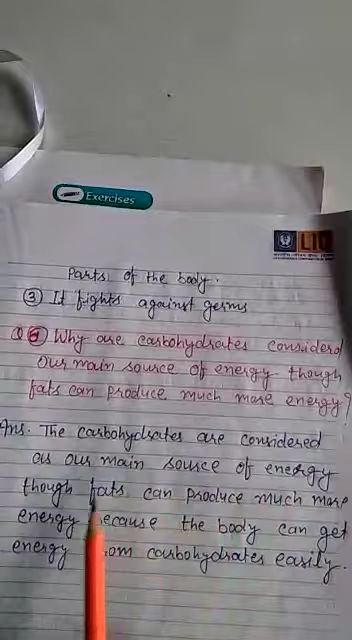 Exercises
LIC
Parts of the body.
③ It fights against germs
Q ⑤ Why are carbohydrates considered
our main source of energy though
fats can produce much more energy?
Ans. The carbohydrates are considered
as our main source of energy
though fats can produce much more
energy because the body can get
energy from carbohydrates easily.